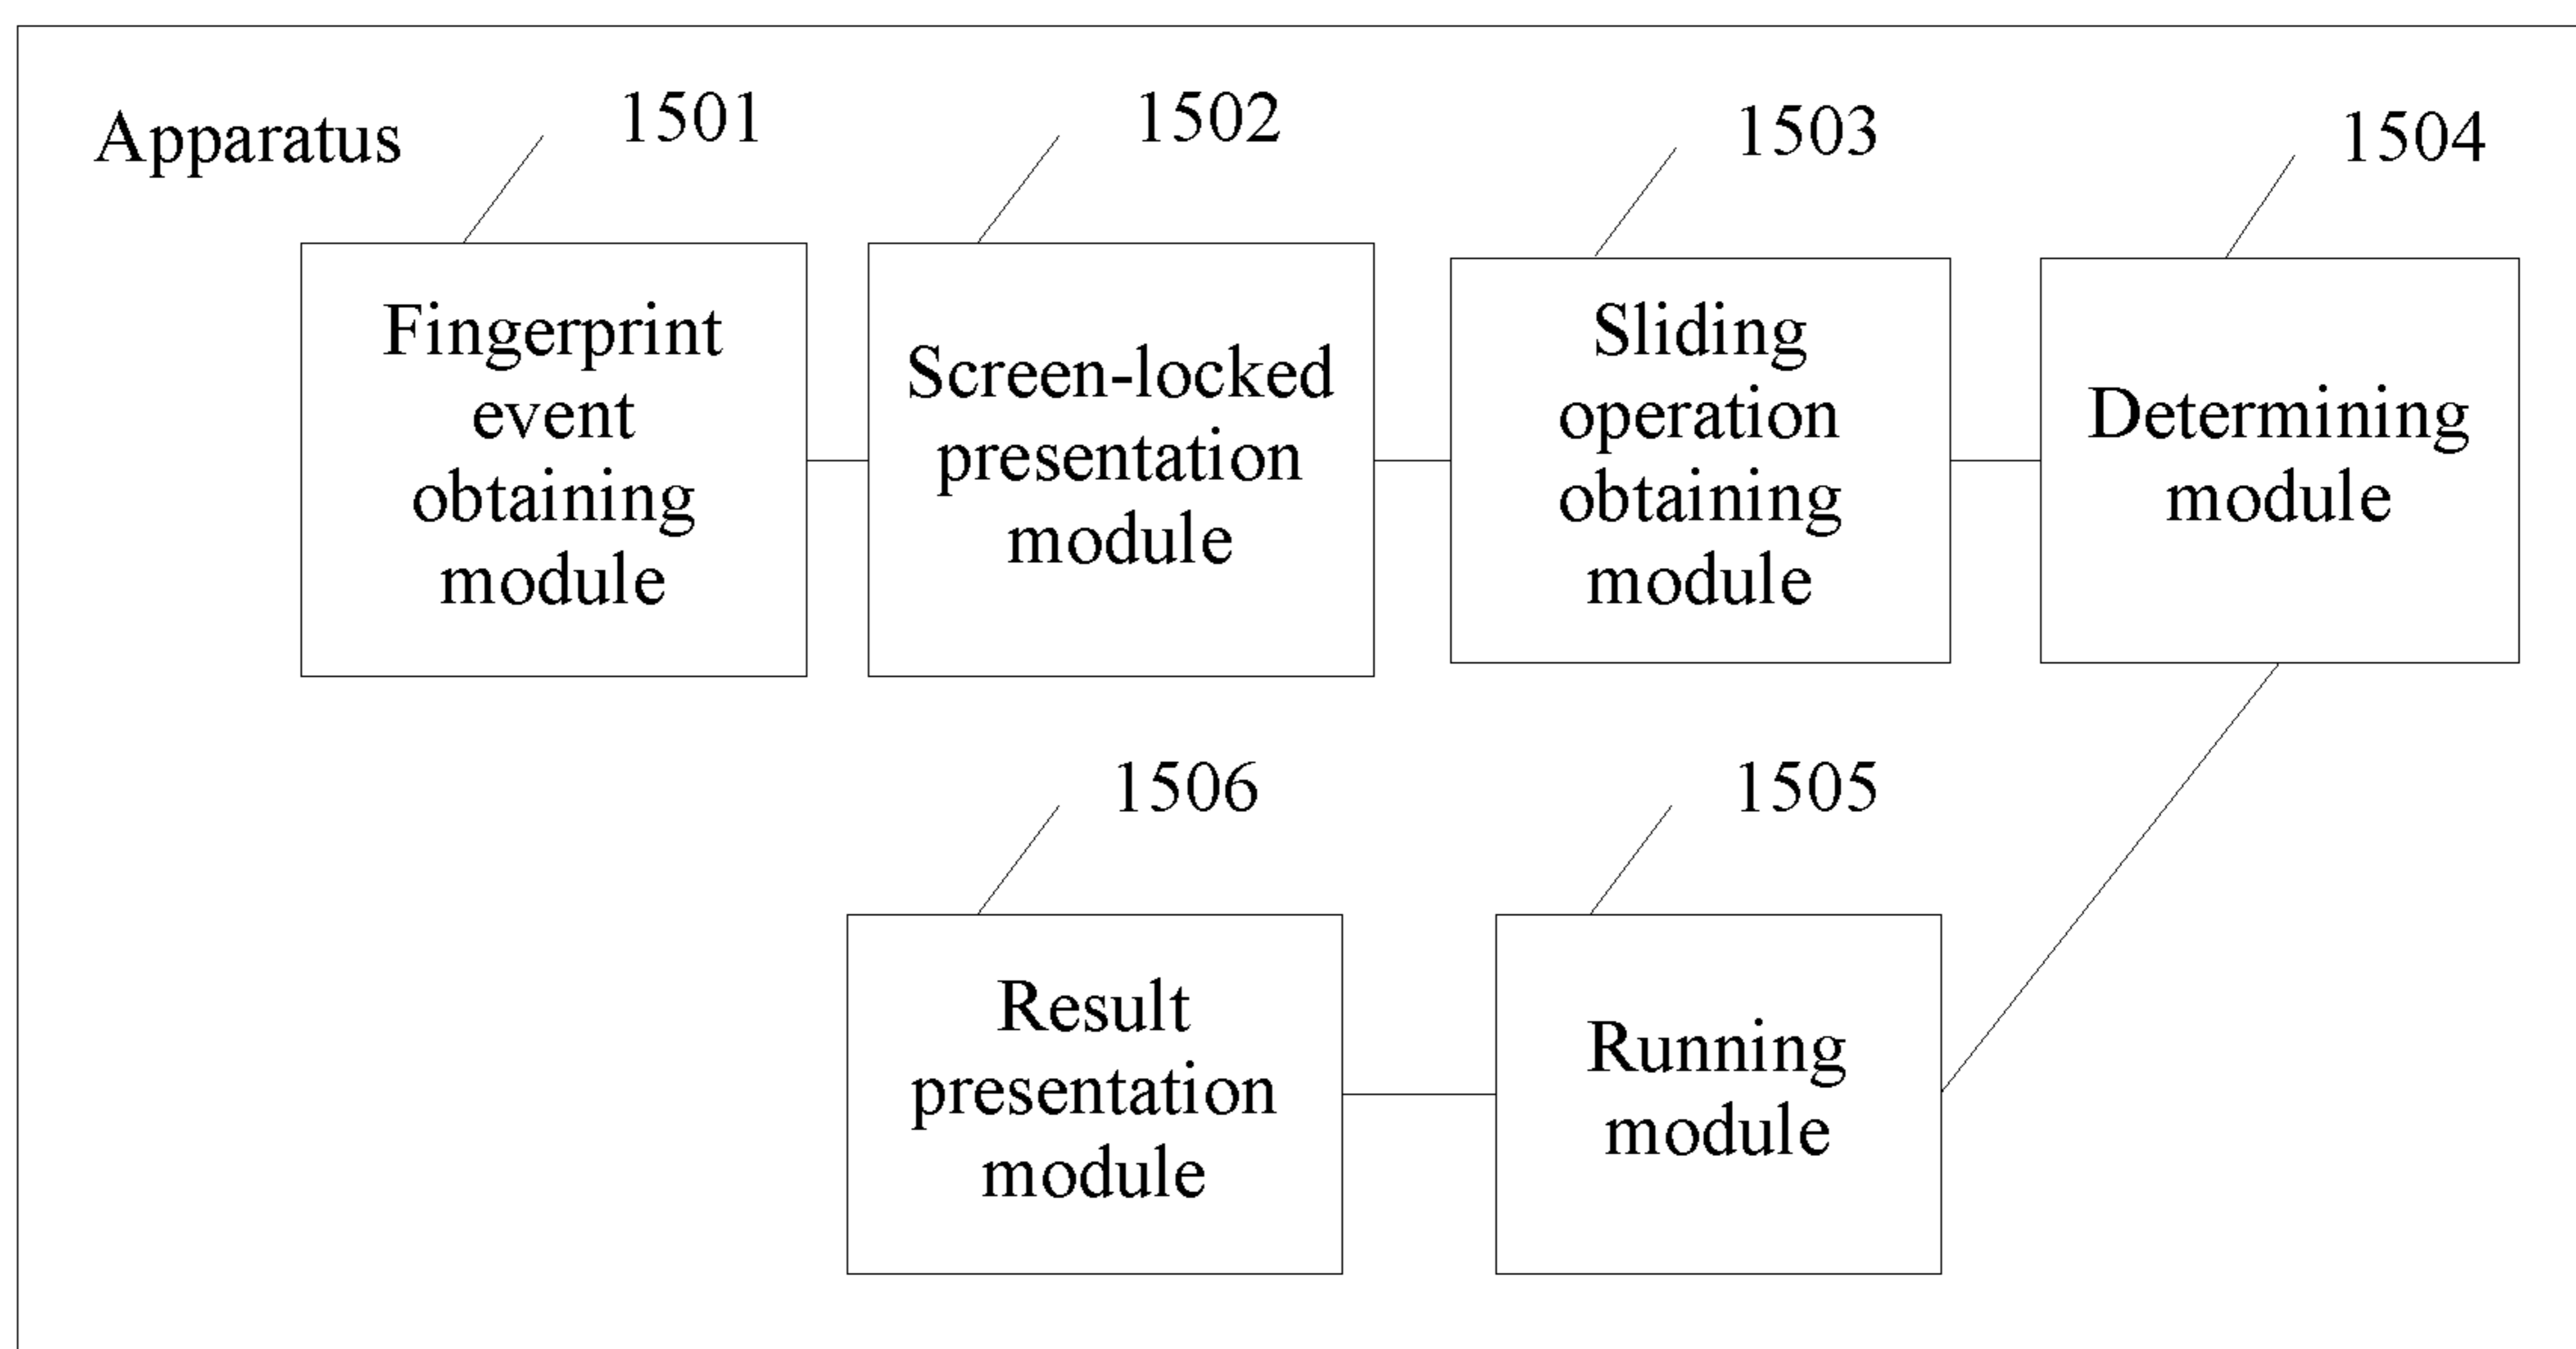 Apparatus
1501
1502
1503
1504
Fingerprint
event
obtaining
module
Screen-locked
presentation
module
Sliding
operation
obtaining
module
Determining
module
1506
1505
Result
presentation
module
Running
module